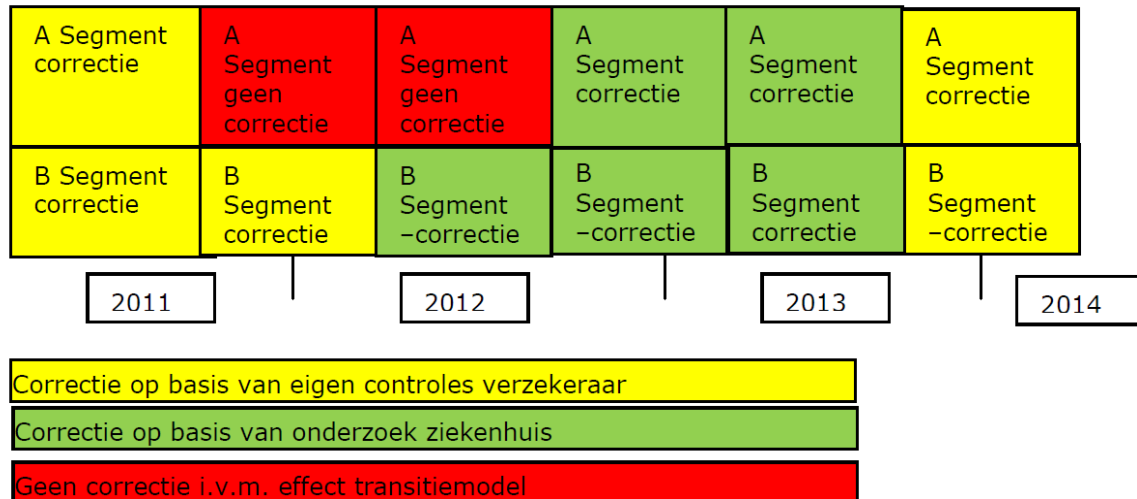 A Segment
correctie
A
Segment
geen
correctie
A
Segment
geen
correctie
A
Segment
correctie
A
Segment
correctie
A
Segment
correctie
B Segment
correctie
B
Segment
correctie
B
Segment
–correctie
B
Segment
–correctie
B
Segment
correctie
B
Segment
–correctie
2011
2012
2013
2014
Correctie op basis van eigen controles verzekeraar
Correctie op basis van onderzoek ziekenhuis
Geen correctie i.v.m. effect transitiemodel